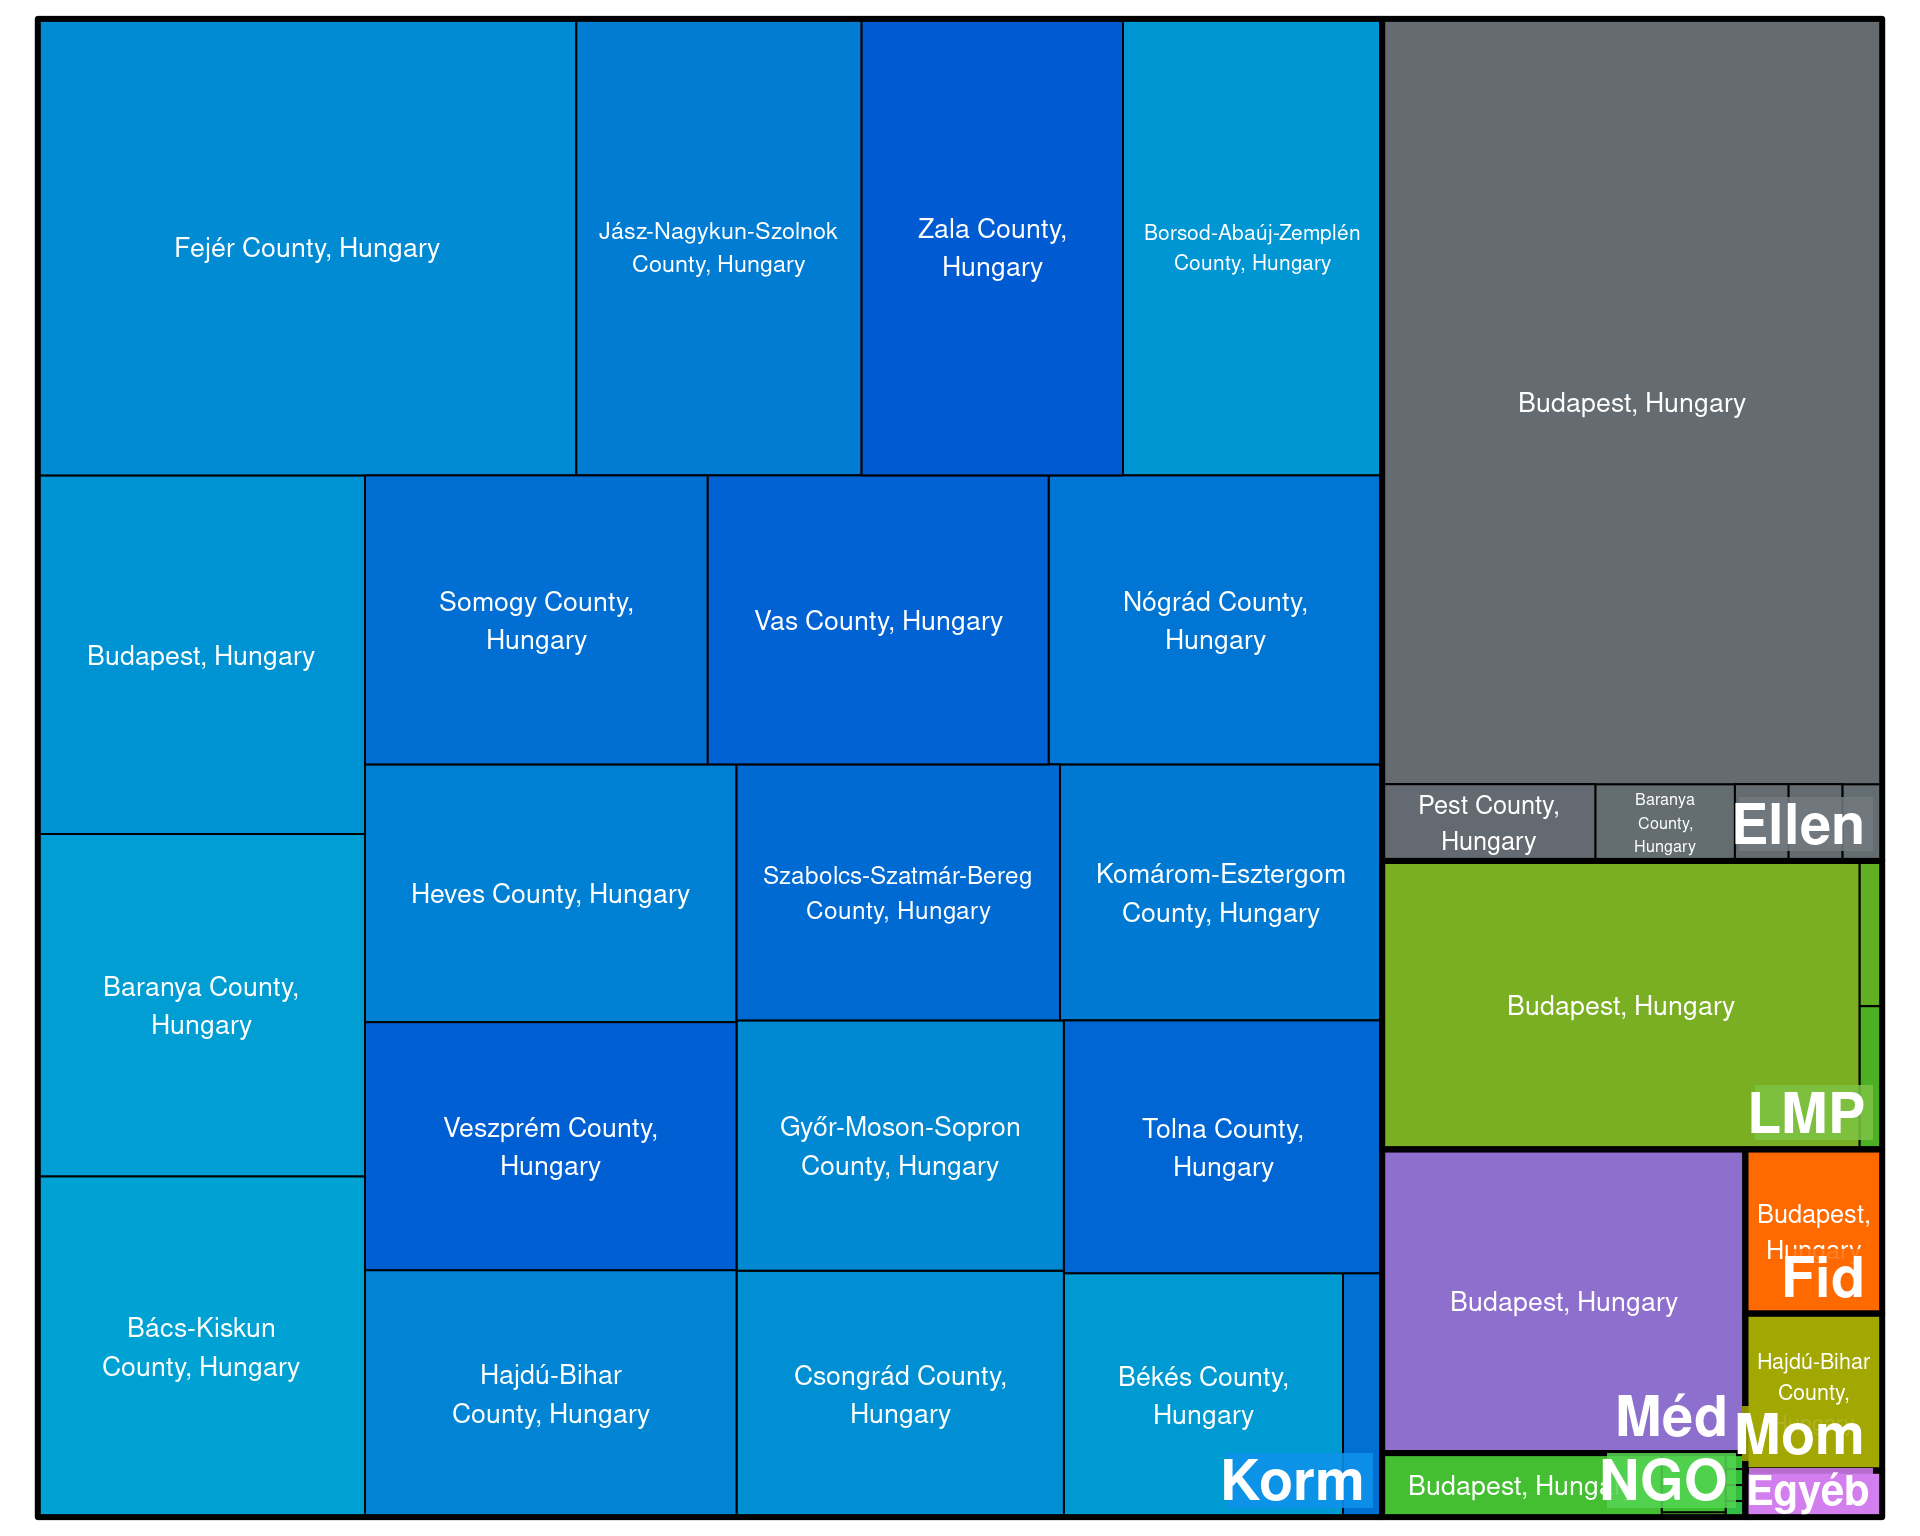 Fejér County, Hungary
Jász-Nagykun-Szolnok
County, Hungary
Zala County,
Hungary
Borsod-Abaúj-Zemplén
County, Hungary
Budapest, Hungary
Somogy County,
Hungary
Vas County, Hungary
Nógrád County,
Hungary
Heves County, Hungary
Szabolcs-Szatmár-Bereg
County, Hungary
Komárom-Esztergom
County, Hungary
Baranya County,
Hungary
Veszprém County,
Hungary
Győr-Moson-Sopron
County, Hungary
Tolna County,
Hungary
Bács-Kiskun
County, Hungary
Hajdú-Bihar
County, Hungary
Csongrád County,
Hungary
Békés County,
Hungary
Korm
Budapest, Hungary
Pest County,
Hungary
Baranya
County,
Hungary
Ellen
Budapest, Hungary
LMP
Budapest, Hungary
Méd
Budapest,
Hungary
Fid
Hajdú-Bihar
County,
Mom
Budapest, Hungar
NGO
Egyéb